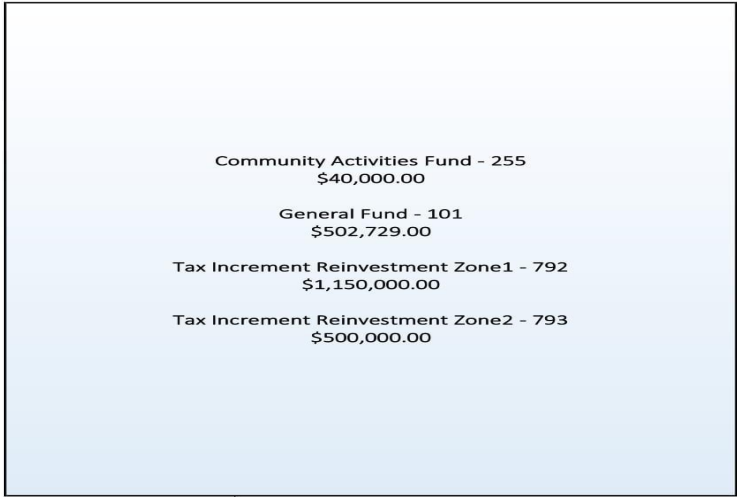 Community Activities Fund - 255
$40,000.00
General Fund - 101
$502,729.00
Tax Increment Reinvestment Zone1 - 792
$1,150,000.00
Tax Increment Reinvestment Zone2 - 793
$500,000.00